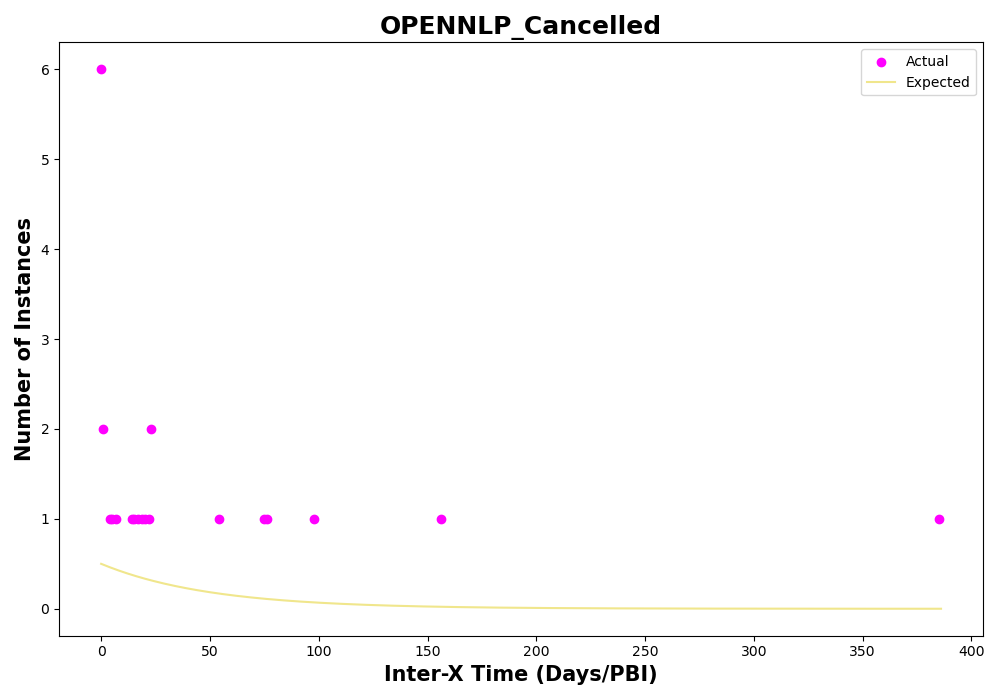 OPENNLP_Cancelled
Actual
Expected
Number of Instances
6
5
4
3
2
1
0
0 50 100 150 200 250 300 350 400
Inter-X Time (Days/PBI)